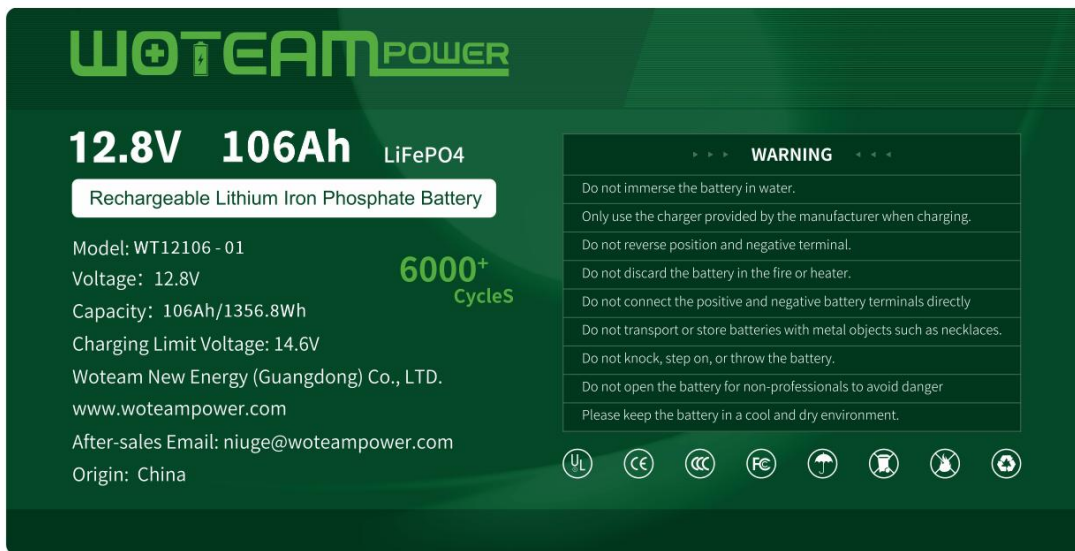 WOTEAM POWER
12.8V 106Ah LiFePO4
Rechargeable Lithium Iron Phosphate Battery
Model: WT12106-01
Voltage: 12.8V
Capacity: 106Ah/1356.8Wh
Charging Limit Voltage: 14.6V
Woteam New Energy (Guangdong) Co., LTD.
www.woteampower.com
After-sales Email: niuge@woteampower.com
Origin: China
6000+
CycleS
WARNING
Do not immerse the battery in water.
Only use the charger provided by the manufacturer when charging.
Do not reverse position and negative terminal.
Do not discard the battery in the fire or heater.
Do not connect the positive and negative battery terminals directly
Do not transport or store batteries with metal objects such as necklaces.
Do not knock, step on, or throw the battery.
Do not open the battery for non-professionals to avoid danger
Please keep the battery in a cool and dry environment.
UL CE CCC FC